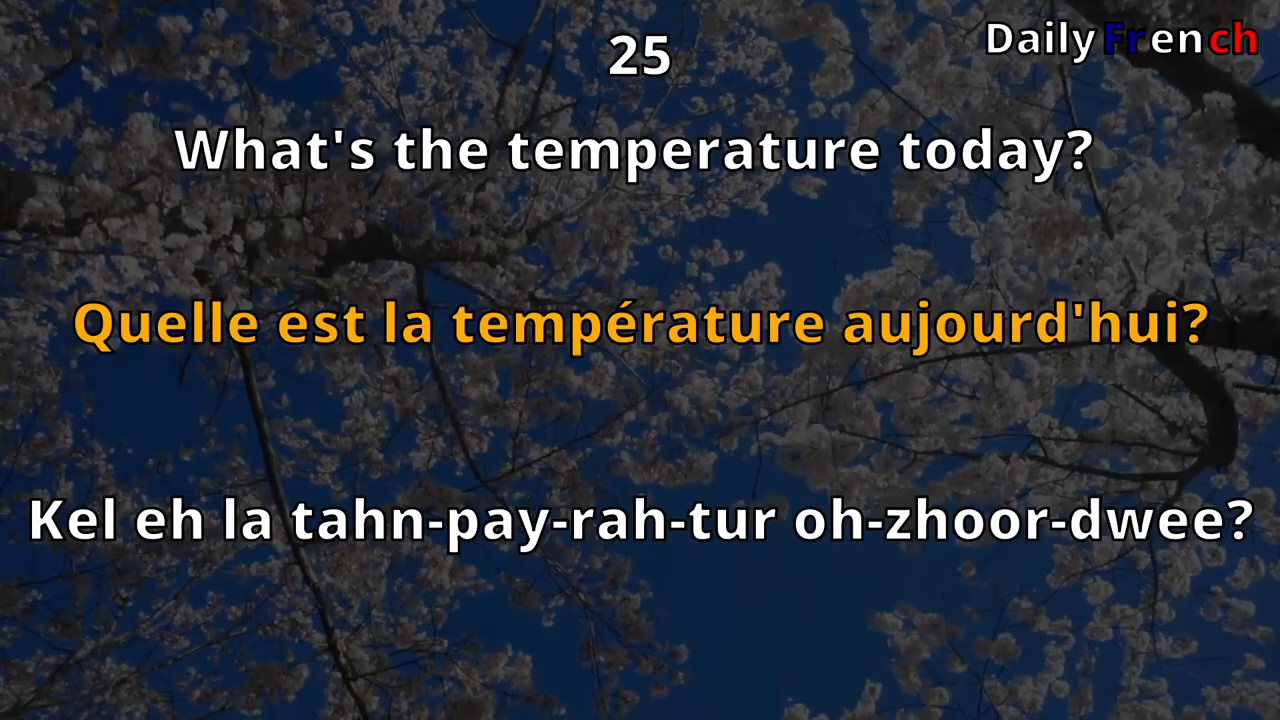 25
Daily French
What's the temperature today?
Quelle est la température aujourd'hui?
Kel eh la tahn-pay-rah-tur oh-zhoor-dwee?